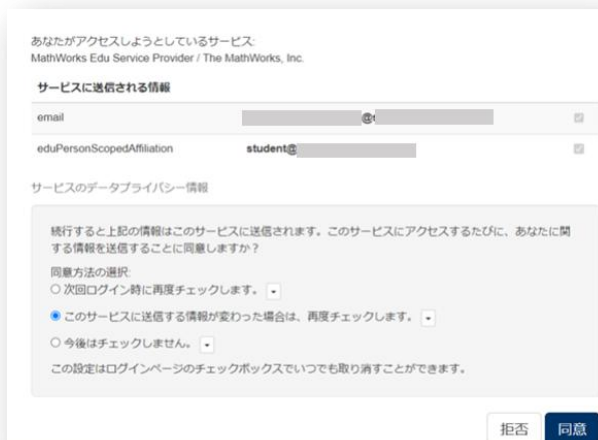 あなたがアクセスしようとしているサービス:
MathWorks Edu Service Provider / The MathWorks, Inc.
サービスに送信される情報
email @
eduPersonScopedAffiliation student@
サービスのデータプライバシー情報
続行すると上記の情報はこのサービスに送信されます。このサービスにアクセスするたびに、あなたに関
する情報を送信することに同意しますか？
同意方法の選択:
次回ログイン時に再度チェックします。
このサービスに送信する情報が変わった場合は、再度チェックします。
今後はチェックしません。
この設定はログインページのチェックボックスでいつでも取り消すことができます。
拒否 同意